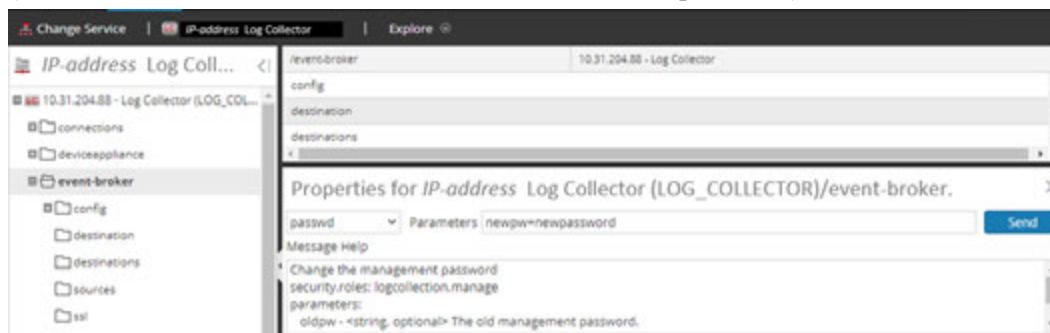 Change Service | IP-address Log Collector | Explore
IP-address Log Coll...
10.31.204.88 - Log Collector (LOG_COL...
connections
deviceappliance
event-broker
config
destination
destinations
sources
ssl
/event-broker 10.31.204.88 - Log Collector
config
destination
destinations
Properties for IP-address Log Collector (LOG_COLLECTOR)/event-broker.
passwd Parameters newpw=newpassword Send
Message Help
Change the management password
security.roles: logcollection.manage
parameters:
oldpw - <string, optional> The old management password.